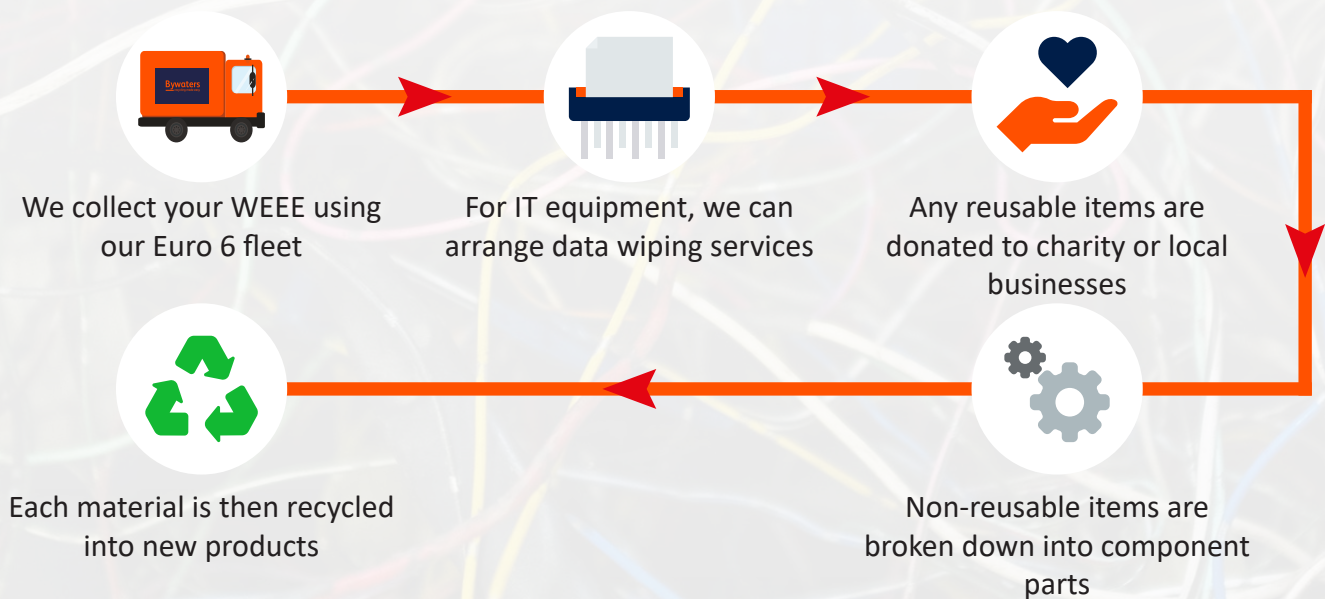 Bywaters
We collect your WEEE using
our Euro 6 fleet
For IT equipment, we can
arrange data wiping services
Any reusable items are
donated to charity or local
businesses
Each material is then recycled
into new products
Non-reusable items are
broken down into component
parts